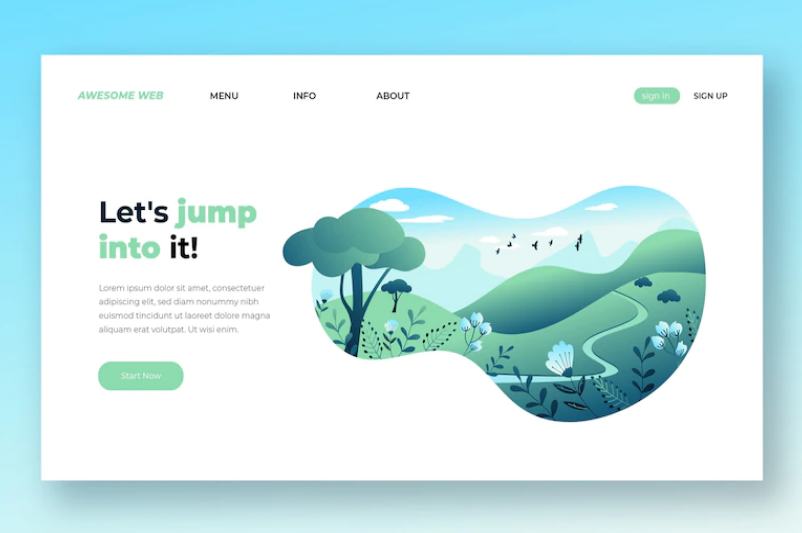 AWESOME WEB MENU INFO ABOUT sign in SIGN UP
Let's jump
into it!
Lorem ipsum dolor sit amet, consectetuer
adipiscing elit, sed diam nonummy nibh
euismod tincidunt ut laoreet dolore magna
aliquam erat volutpat. Ut wisi enim.
Start Now